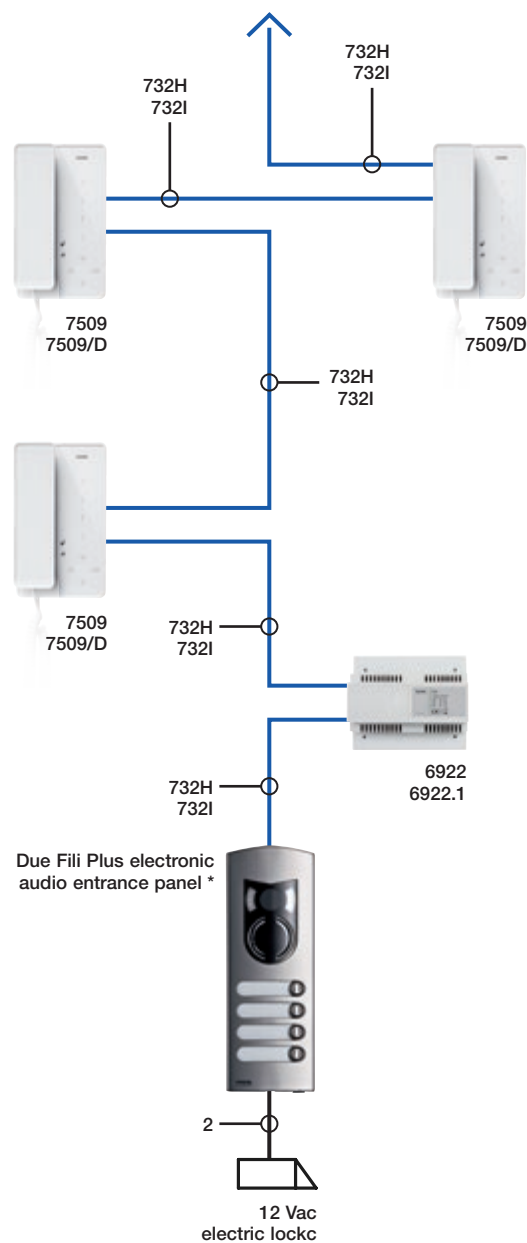 732H
732I
732H
732I
7509
7509/D
7509
7509/D
732H
732I
7509
7509/D
732H
732I
6922
6922.1
732H
732I
Due Fili Plus electronic
audio entrance panel *
2
12 Vac
electric lockc